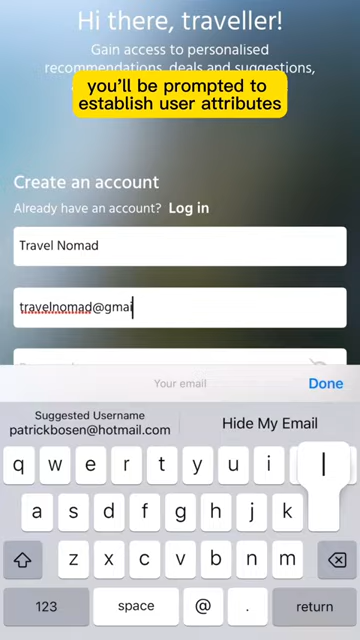 Hi there, traveller!
Gain access to personalised
recommendations, deals and suggestions,
you'll be prompted to
establish user attributes
Create an account
Already have an account? Log in
Travel Nomad
travelnomad@gmai
Your email
Done
Suggested Username
patrickbosen@hotmail.com
Hide My Email
q w e r t y u i l
a s d f g h j k
z x c v b n m
123 space @ . return